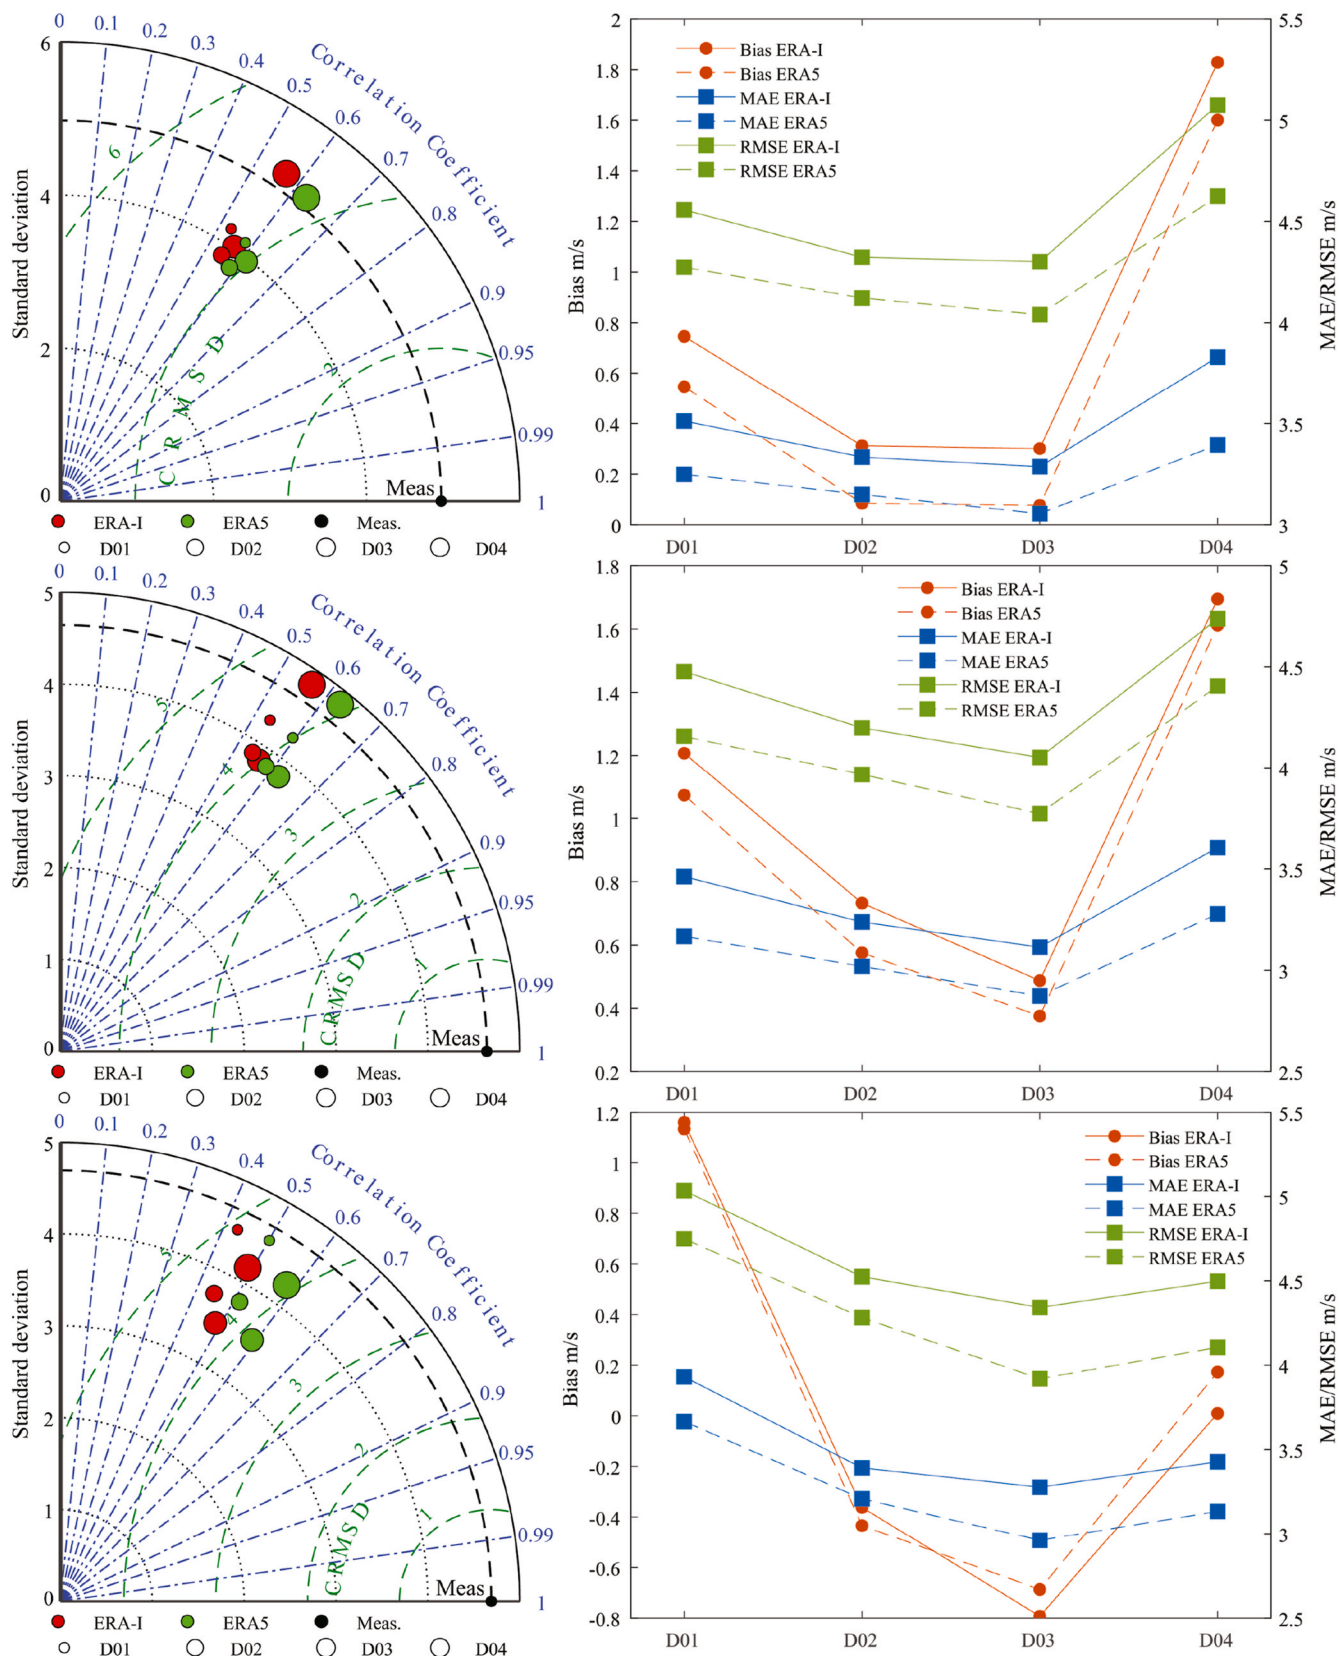 0
0.1
0.2
0.3
0.4
0.5
0.6
0.7
0.8
0.9
0.95
0.99
1
Correlation Coefficient
Standard deviation
6
4
2
0
6
2
CRMSD
Meas
ERA-I ERA5 Meas.
D01 D02 D03 D04
2
1.8
1.6
1.4
1.2
1
0.8
0.6
0.4
0.2
0
Bias m/s
Bias ERA-I
Bias ERA5
MAE ERA-I
MAE ERA5
RMSE ERA-I
RMSE ERA5
5.5
5
4.5
4
3.5
3
MAE/RMSE m/s
D01 D02 D03 D04
0
0.1
0.2
0.3
0.4
0.5
0.6
0.7
0.8
0.9
0.95
0.99
1
Correlation Coefficient
Standard deviation
5
4
3
2
1
0
5
4
3
2
1
CRMSD
Meas
ERA-I ERA5 Meas.
D01 D02 D03 D04
1.8
1.6
1.4
1.2
1
0.8
0.6
0.4
0.2
Bias m/s
Bias ERA-I
Bias ERA5
MAE ERA-I
MAE ERA5
RMSE ERA-I
RMSE ERA5
5
4.5
4
3.5
3
2.5
MAE/RMSE m/s
D01 D02 D03 D04
0
0.1
0.2
0.3
0.4
0.5
0.6
0.7
0.8
0.9
0.95
0.99
1
Correlation Coefficient
Standard deviation
5
4
3
2
1
0
5
4
3
2
1
CRMSD
Meas
ERA-I ERA5 Meas.
D01 D02 D03 D04
1.2
1
0.8
0.6
0.4
0.2
0
-0.2
-0.4
-0.6
-0.8
Bias m/s
Bias ERA-I
Bias ERA5
MAE ERA-I
MAE ERA5
RMSE ERA-I
RMSE ERA5
5.5
5
4.5
4
3.5
3
2.5
MAE/RMSE m/s
D01 D02 D03 D04